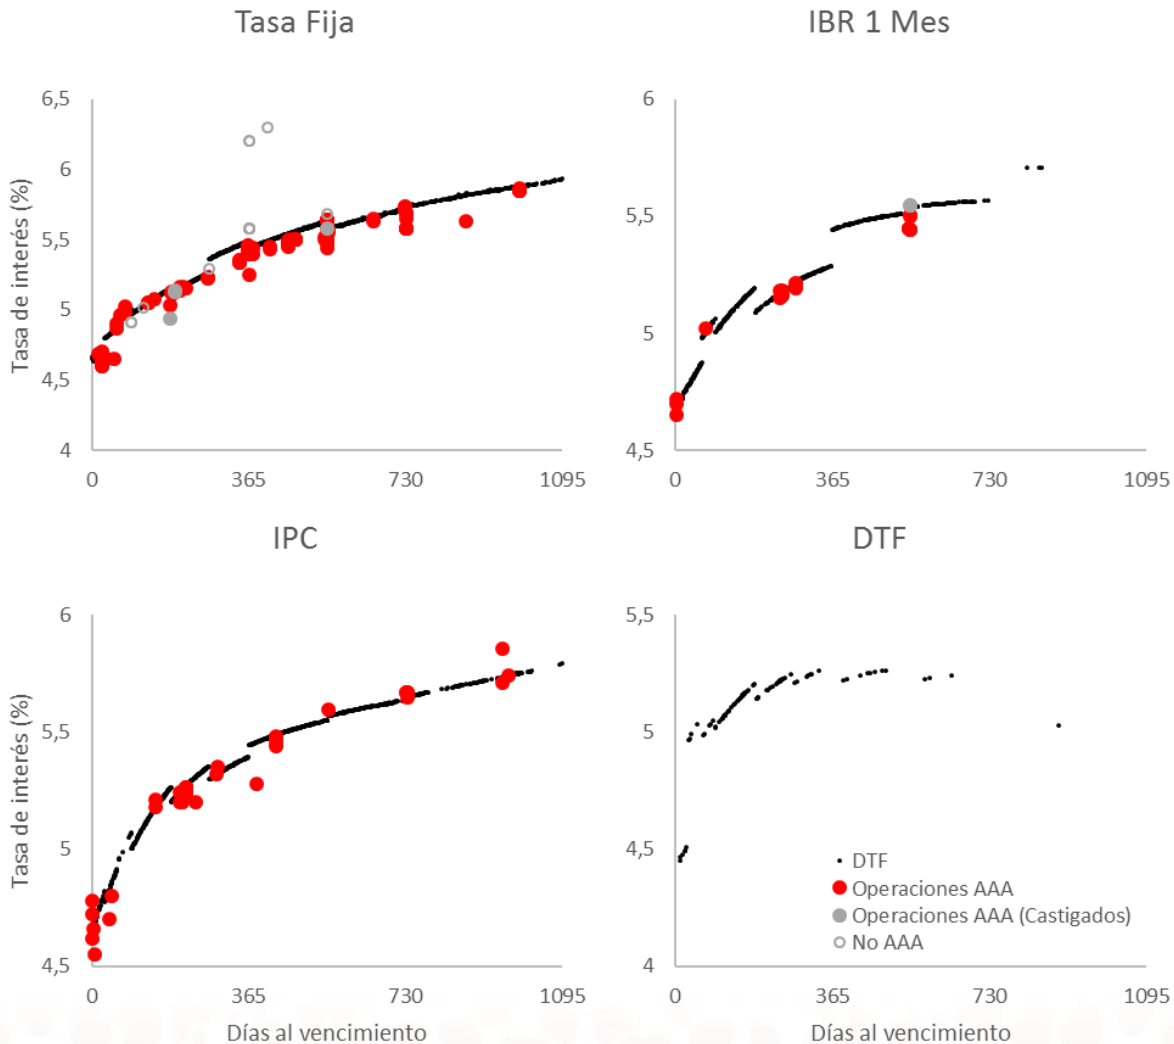 Tasa Fija
Tasa de interés (%)
6,5
6
5,5
5
4,5
4
0
365
730
1095
IBR 1 Mes
6
5,5
5
4,5
0
365
730
1095
IPC
Tasa de interés (%)
6
5,5
5
4,5
0
365
730
1095
Días al vencimiento
DTF
5,5
5
4,5
4
DTF
Operaciones AAA
Operaciones AAA (Castigados)
No AAA
0
365
730
1095
Días al vencimiento